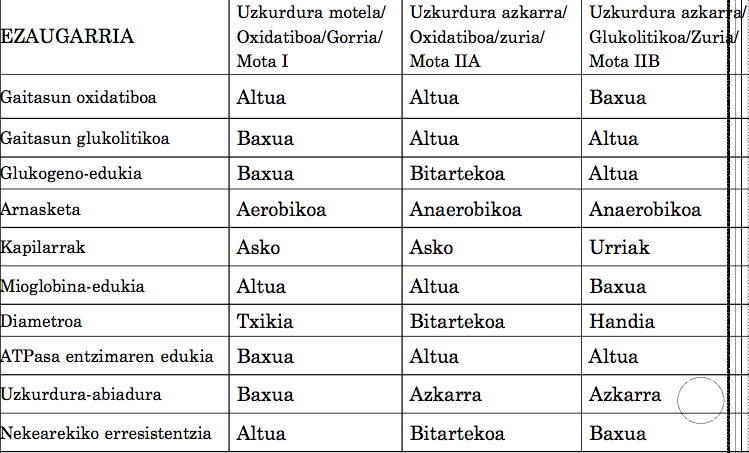 EZAUGARRIA
Uzkurdura motela/
Oxidatiboa/Gorria/
Mota I
Uzkurdura azkarra/
Oxidatiboa/zuria/
Mota IIA
Uzkurdura azkarra/
Glukolitikoa/Zuria/
Mota IIB
Gaitasun oxidatiboa Altua Altua Baxua
Gaitasun glukolitikoa Baxua Altua Altua
Glukogeno-edukia Baxua Bitartekoa Altua
Arnasketa Aerobikoa Anaerobikoa Anaerobikoa
Kapilarrak Asko Asko Urriak
Mioglobina-edukia Altua Altua Baxua
Diametroa Txikia Bitartekoa Handia
ATPasa entzimaren edukia Baxua Altua Altua
Uzkurdura-abiadura Baxua Azkarra Azkarra
Nekearekiko erresistentzia Altua Bitartekoa Baxua